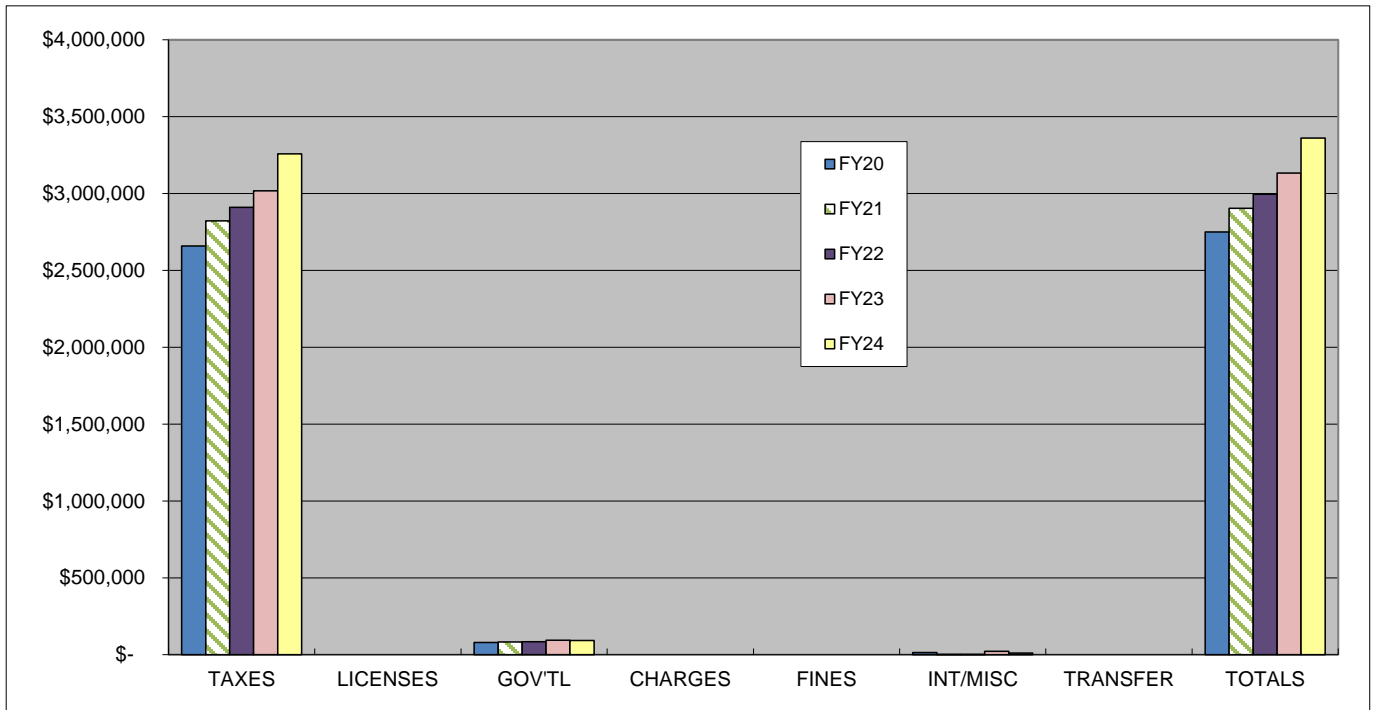 $4,000,000
$3,500,000
$3,000,000
$2,500,000
$2,000,000
$1,500,000
$1,000,000
$500,000
$-
FY20
FY21
FY22
FY23
FY24
TAXES LICENSES GOV'TL CHARGES FINES INT/MISC TRANSFER TOTALS